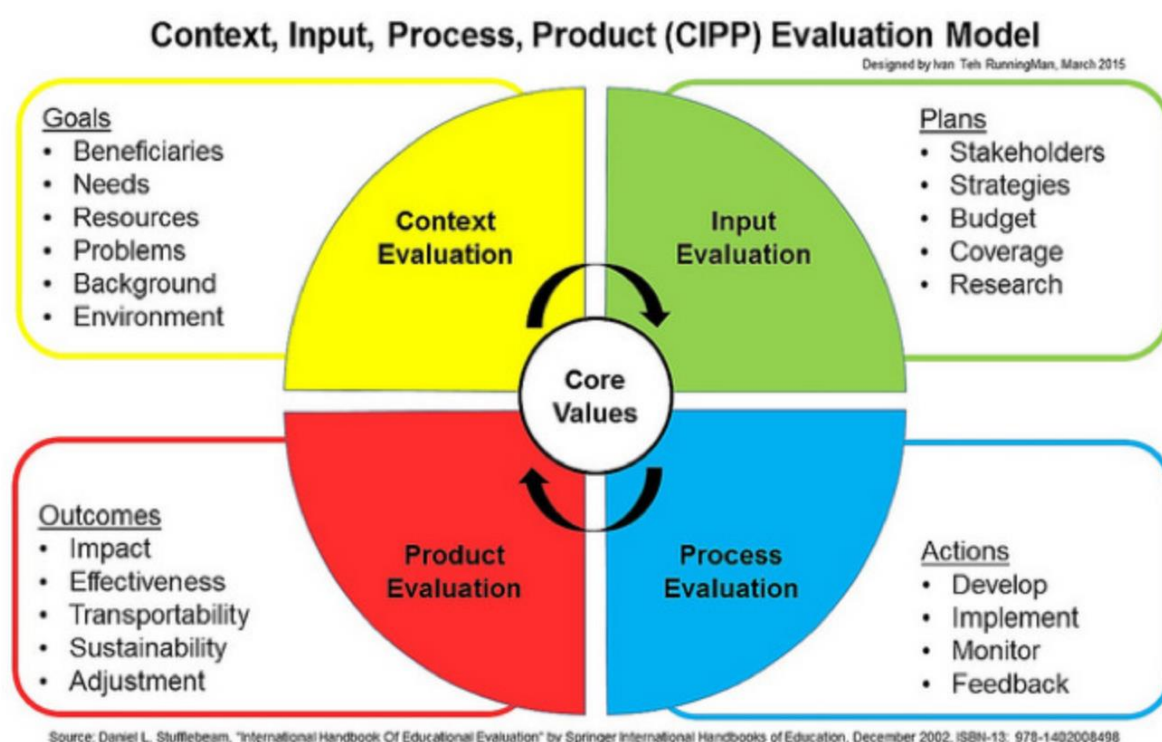 Context, Input, Process, Product (CIPP) Evaluation Model
Designed by Ivan Teh RunningMan, March 2015
Goals
• Beneficiaries
• Needs
• Resources
• Problems
• Background
• Environment
Context
Evaluation
Input
Evaluation
Plans
• Stakeholders
• Strategies
• Budget
• Coverage
• Research
Core
Values
Outcomes
• Impact
• Effectiveness
• Transportability
• Sustainability
• Adjustment
Product
Evaluation
Process
Evaluation
Actions
• Develop
• Implement
• Monitor
• Feedback
Source: Daniel L. Stufflebeam, "International Handbook Of Educational Evaluation" by Springer International Handbooks of Education, December 2002, ISBN-13: 978-1402008498